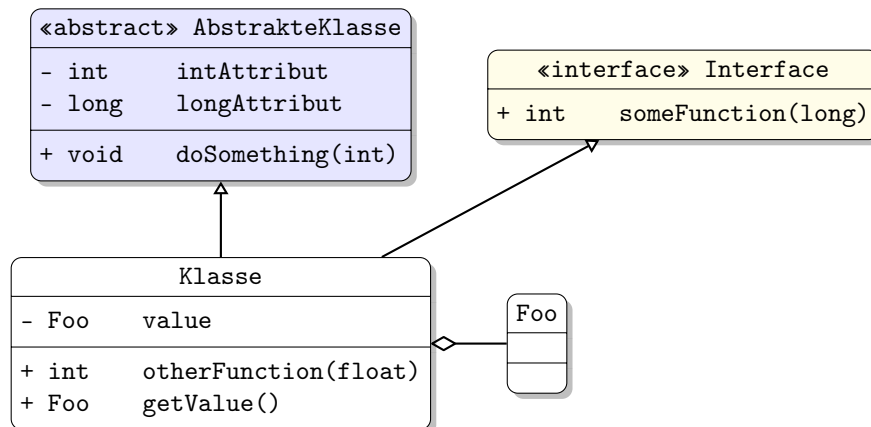 «abstract» AbstrakteKlasse
- int intAttribut
- long longAttribut
+ void doSomething(int)
«interface» Interface
+ int someFunction(long)
Klasse
- Foo value
+ int otherFunction(float)
+ Foo getValue()
Foo